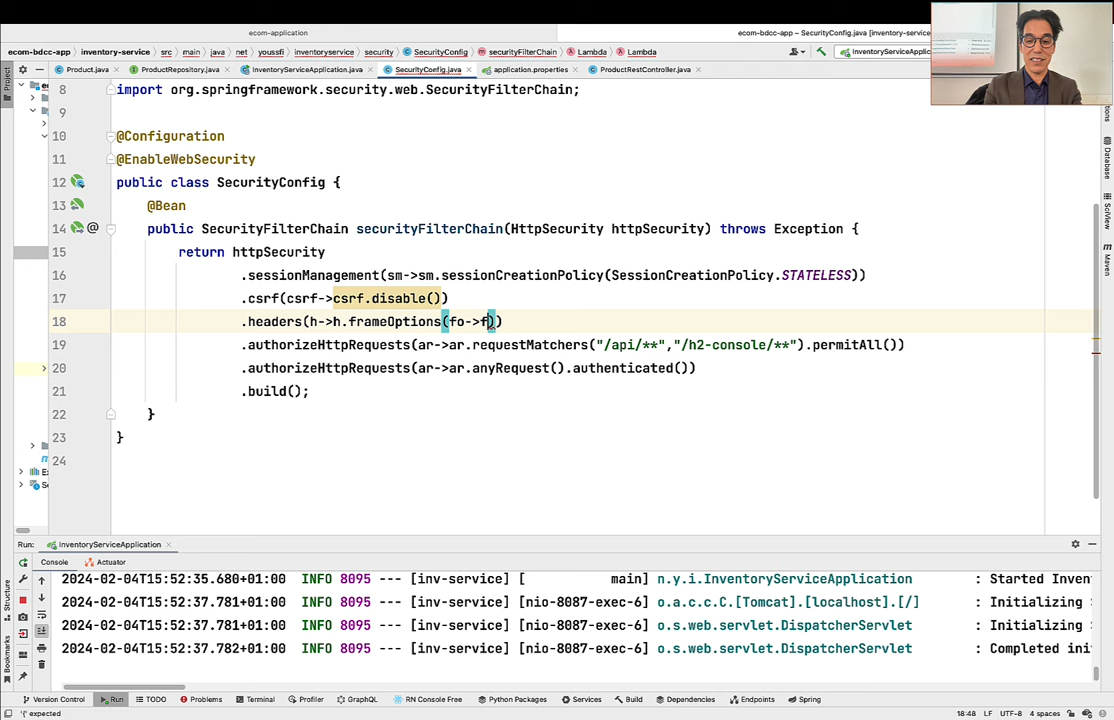 ecom-application
ecom-bdcc-app – SecurityConfig.java [inventory-service]
ecom-bdcc-app inventory-service src main java net youssfi inventoryservice security SecurityConfig securityFilterChain Lambda Lambda
InventoryServiceApplic
Project
Product.java ProductRepository.java InventoryServiceApplication.java SecurityConfig.java application.properties ProductRestController.java
8 import org.springframework.security.web.SecurityFilterChain;
9
10 @Configuration
11 @EnableWebSecurity
12 public class SecurityConfig {
13 @Bean
14 public SecurityFilterChain securityFilterChain(HttpSecurity httpSecurity) throws Exception {
15 return httpSecurity
16 .sessionManagement(sm->sm.sessionCreationPolicy(SessionCreationPolicy.STATELESS))
17 .csrf(csrf->csrf.disable())
18 .headers(h->h.frameOptions(fo->f))
19 .authorizeHttpRequests(ar->ar.requestMatchers("/api/**","/h2-console/**").permitAll())
20 .authorizeHttpRequests(ar->ar.anyRequest().authenticated())
21 .build();
22 }
23 }
24
Database
SciView
Maven
Run: InventoryServiceApplication
Console Actuator
2024-02-04T15:52:35.680+01:00 INFO 8095 --- [inv-service] [ main] n.y.i.InventoryServiceApplication : Started Inven
2024-02-04T15:52:37.781+01:00 INFO 8095 --- [inv-service] [nio-8087-exec-6] o.a.c.c.C.[Tomcat].[localhost].[/] : Initializing
2024-02-04T15:52:37.781+01:00 INFO 8095 --- [inv-service] [nio-8087-exec-6] o.s.web.servlet.DispatcherServlet : Initializing
2024-02-04T15:52:37.782+01:00 INFO 8095 --- [inv-service] [nio-8087-exec-6] o.s.web.servlet.DispatcherServlet : Completed ini
Structure
Bookmarks
Version Control Run TODO Problems Terminal Profiler GraphQL RN Console Free Python Packages Services Build Dependencies Endpoints Spring
'{' expected
18:48 LF UTF-8 4 spaces